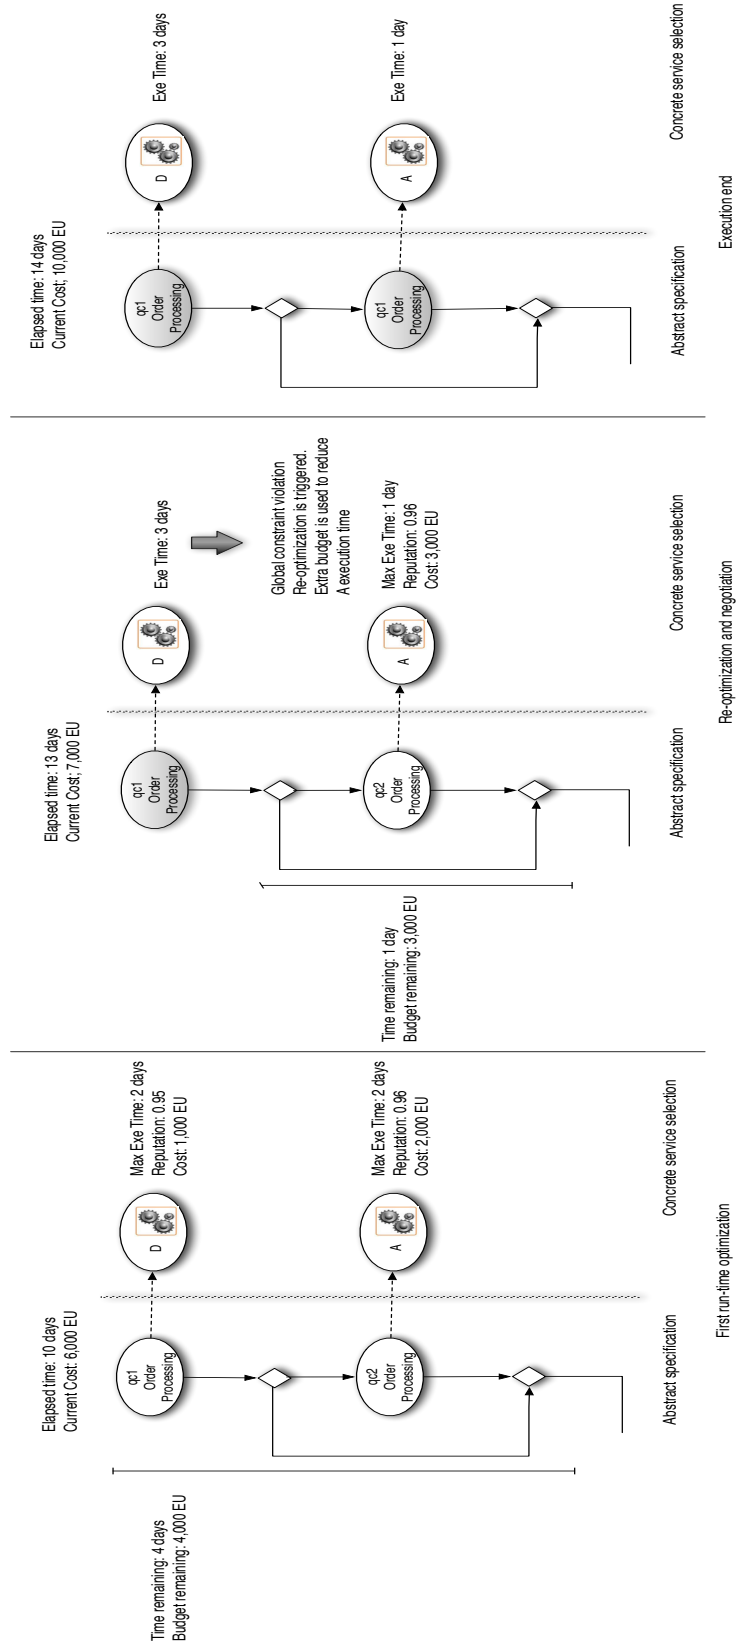 Elapsed time: 10 days
Current Cost: 6,000 EU
Time remaining: 4 days
Budget remaining: 4,000 EU
qc1
Order
Processing
D
Max Exe Time: 2 days
Reputation: 0.95
Cost: 1,000 EU
qc2
Order
Processing
A
Max Exe Time: 2 days
Reputation: 0.96
Cost: 2,000 EU
Abstract specification
Concrete service selection
First run-time optimization
Elapsed time: 13 days
Current Cost; 7,000 EU
Time remaining: 1 day
Budget remaining: 3,000 EU
qc1
Order
Processing
D
Exe Time: 3 days
Global constraint violation
Re-optimization is triggered.
Extra budget is used to reduce
A execution time
qc2
Order
Processing
A
Max Exe Time: 1 day
Reputation: 0.96
Cost: 3,000 EU
Abstract specification
Concrete service selection
Re-optimization and negotiation
Elapsed time: 14 days
Current Cost; 10,000 EU
qc1
Order
Processing
D
Exe Time: 3 days
qc1
Order
Processing
A
Exe Time: 1 day
Abstract specification
Concrete service selection
Execution end